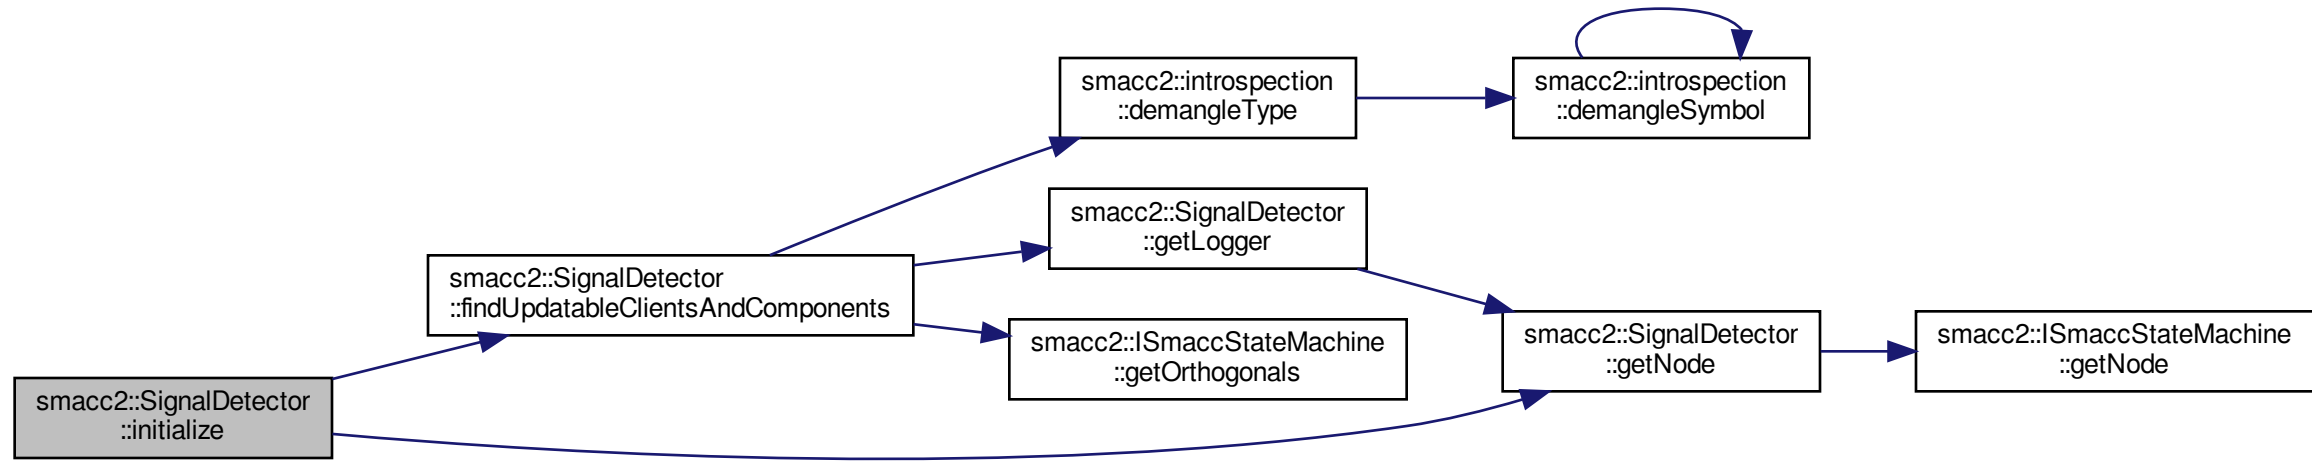 smacc2::SignalDetector
::initialize
smacc2::SignalDetector
::findUpdatableClientsAndComponents
smacc2::introspection
::demangleType
smacc2::introspection
::demangleSymbol
smacc2::SignalDetector
::getLogger
smacc2::ISmaccStateMachine
::getOrthogonals
smacc2::SignalDetector
::getNode
smacc2::ISmaccStateMachine
::getNode